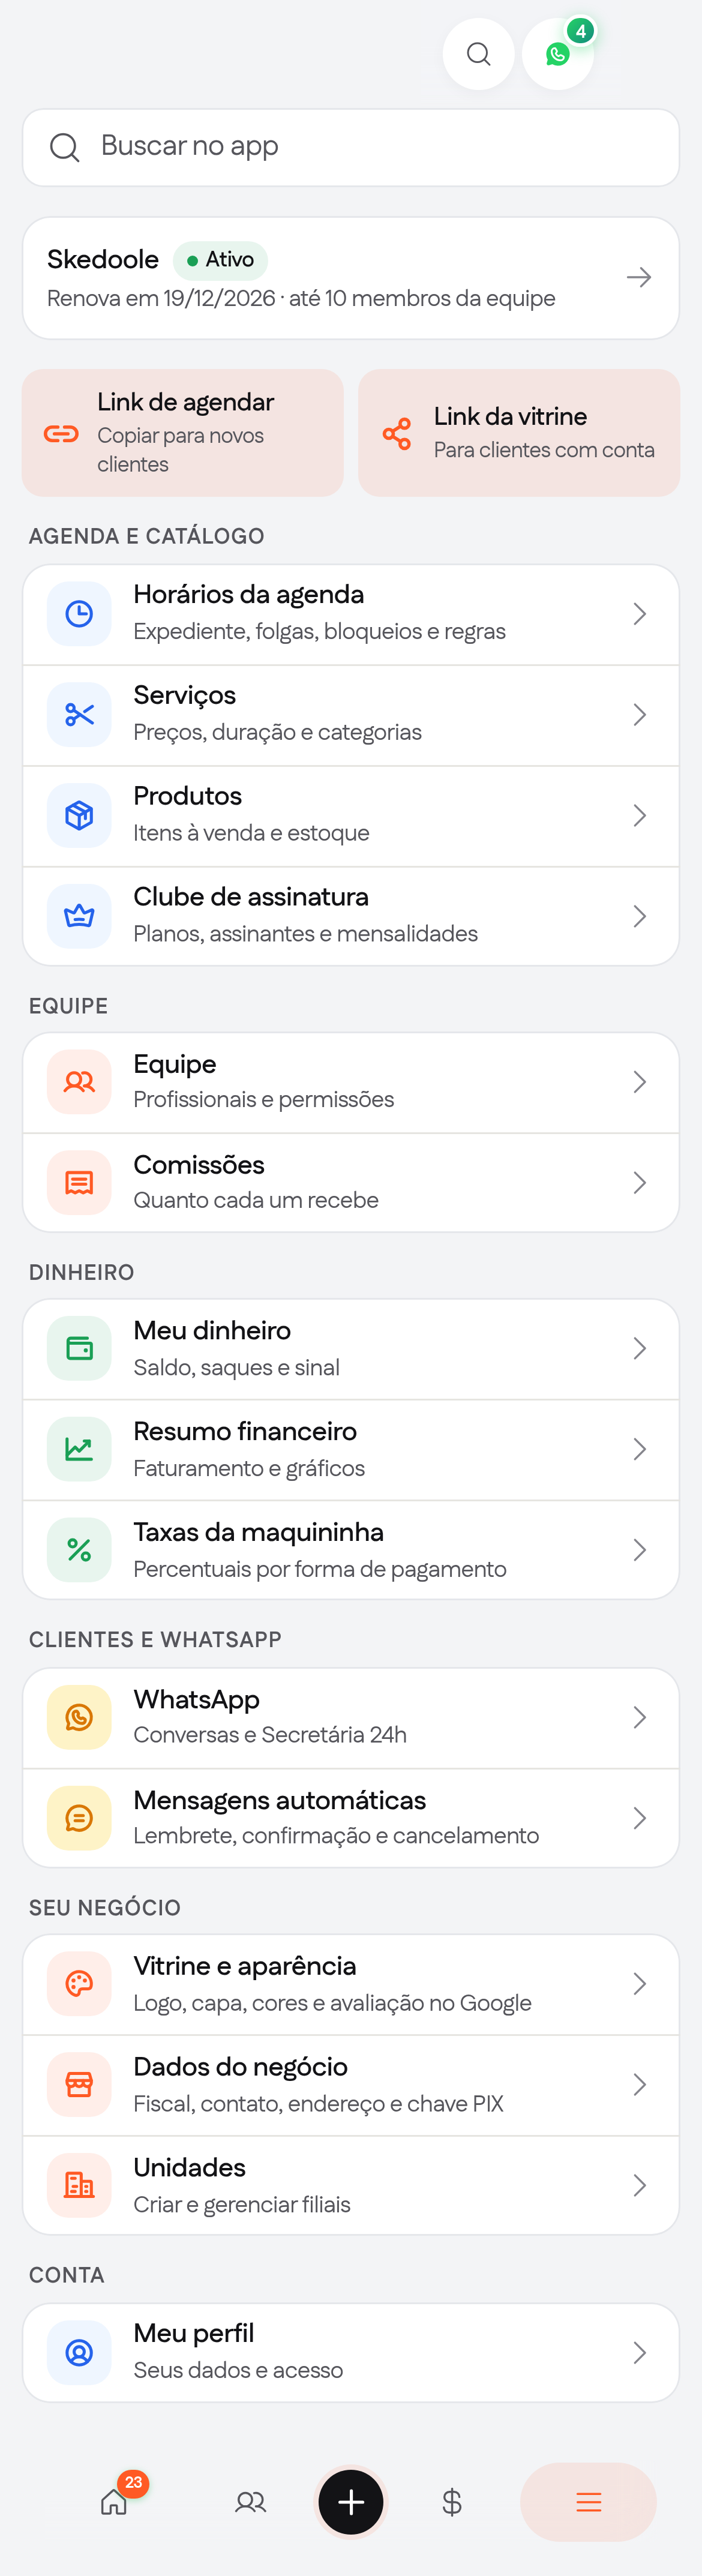 4
Buscar no app
Skedoole Ativo
Renova em 19/12/2026 · até 10 membros da equipe
Link de agendar
Copiar para novos
clientes
Link da vitrine
Para clientes com conta
AGENDA E CATÁLOGO
Horários da agenda
Expediente, folgas, bloqueios e regras
Serviços
Preços, duração e categorias
Produtos
Itens à venda e estoque
Clube de assinatura
Planos, assinantes e mensalidades
EQUIPE
Equipe
Profissionais e permissões
Comissões
Quanto cada um recebe
DINHEIRO
Meu dinheiro
Saldo, saques e sinal
Resumo financeiro
Faturamento e gráficos
Taxas da maquininha
Percentuais por forma de pagamento
CLIENTES E WHATSAPP
WhatsApp
Conversas e Secretária 24h
Mensagens automáticas
Lembrete, confirmação e cancelamento
SEU NEGÓCIO
Vitrine e aparência
Logo, capa, cores e avaliação no Google
Dados do negócio
Fiscal, contato, endereço e chave PIX
Unidades
Criar e gerenciar filiais
CONTA
Meu perfil
Seus dados e acesso
23